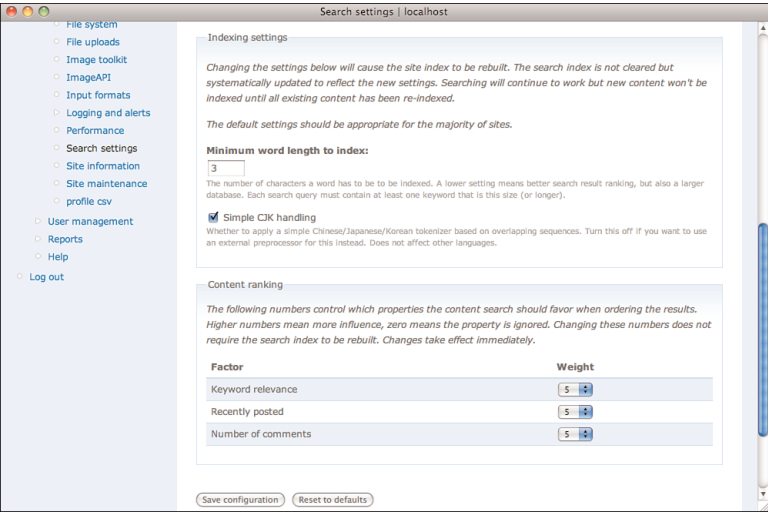 Search settings | localhost
File system
File uploads
Image toolkit
ImageAPI
Input formats
Logging and alerts
Performance
Search settings
Site information
Site maintenance
profile csv
User management
Reports
Help
Log out
Indexing settings
Changing the settings below will cause the site index to be rebuilt. The search index is not cleared but
systematically updated to reflect the new settings. Searching will continue to work but new content won't be
indexed until all existing content has been re-indexed.
The default settings should be appropriate for the majority of sites.
Minimum word length to index:
3
The number of characters a word has to be to be indexed. A lower setting means better search result ranking, but also a larger
database. Each search query must contain at least one keyword that is this size (or longer).
Simple CJK handling
Whether to apply a simple Chinese/Japanese/Korean tokenizer based on overlapping sequences. Turn this off if you want to use
an external preprocessor for this instead. Does not affect other languages.
Content ranking
The following numbers control which properties the content search should favor when ordering the results.
Higher numbers mean more influence, zero means the property is ignored. Changing these numbers does not
require the search index to be rebuilt. Changes take effect immediately.
Factor Weight
Keyword relevance 5
Recently posted 5
Number of comments 5
Save configuration Reset to defaults